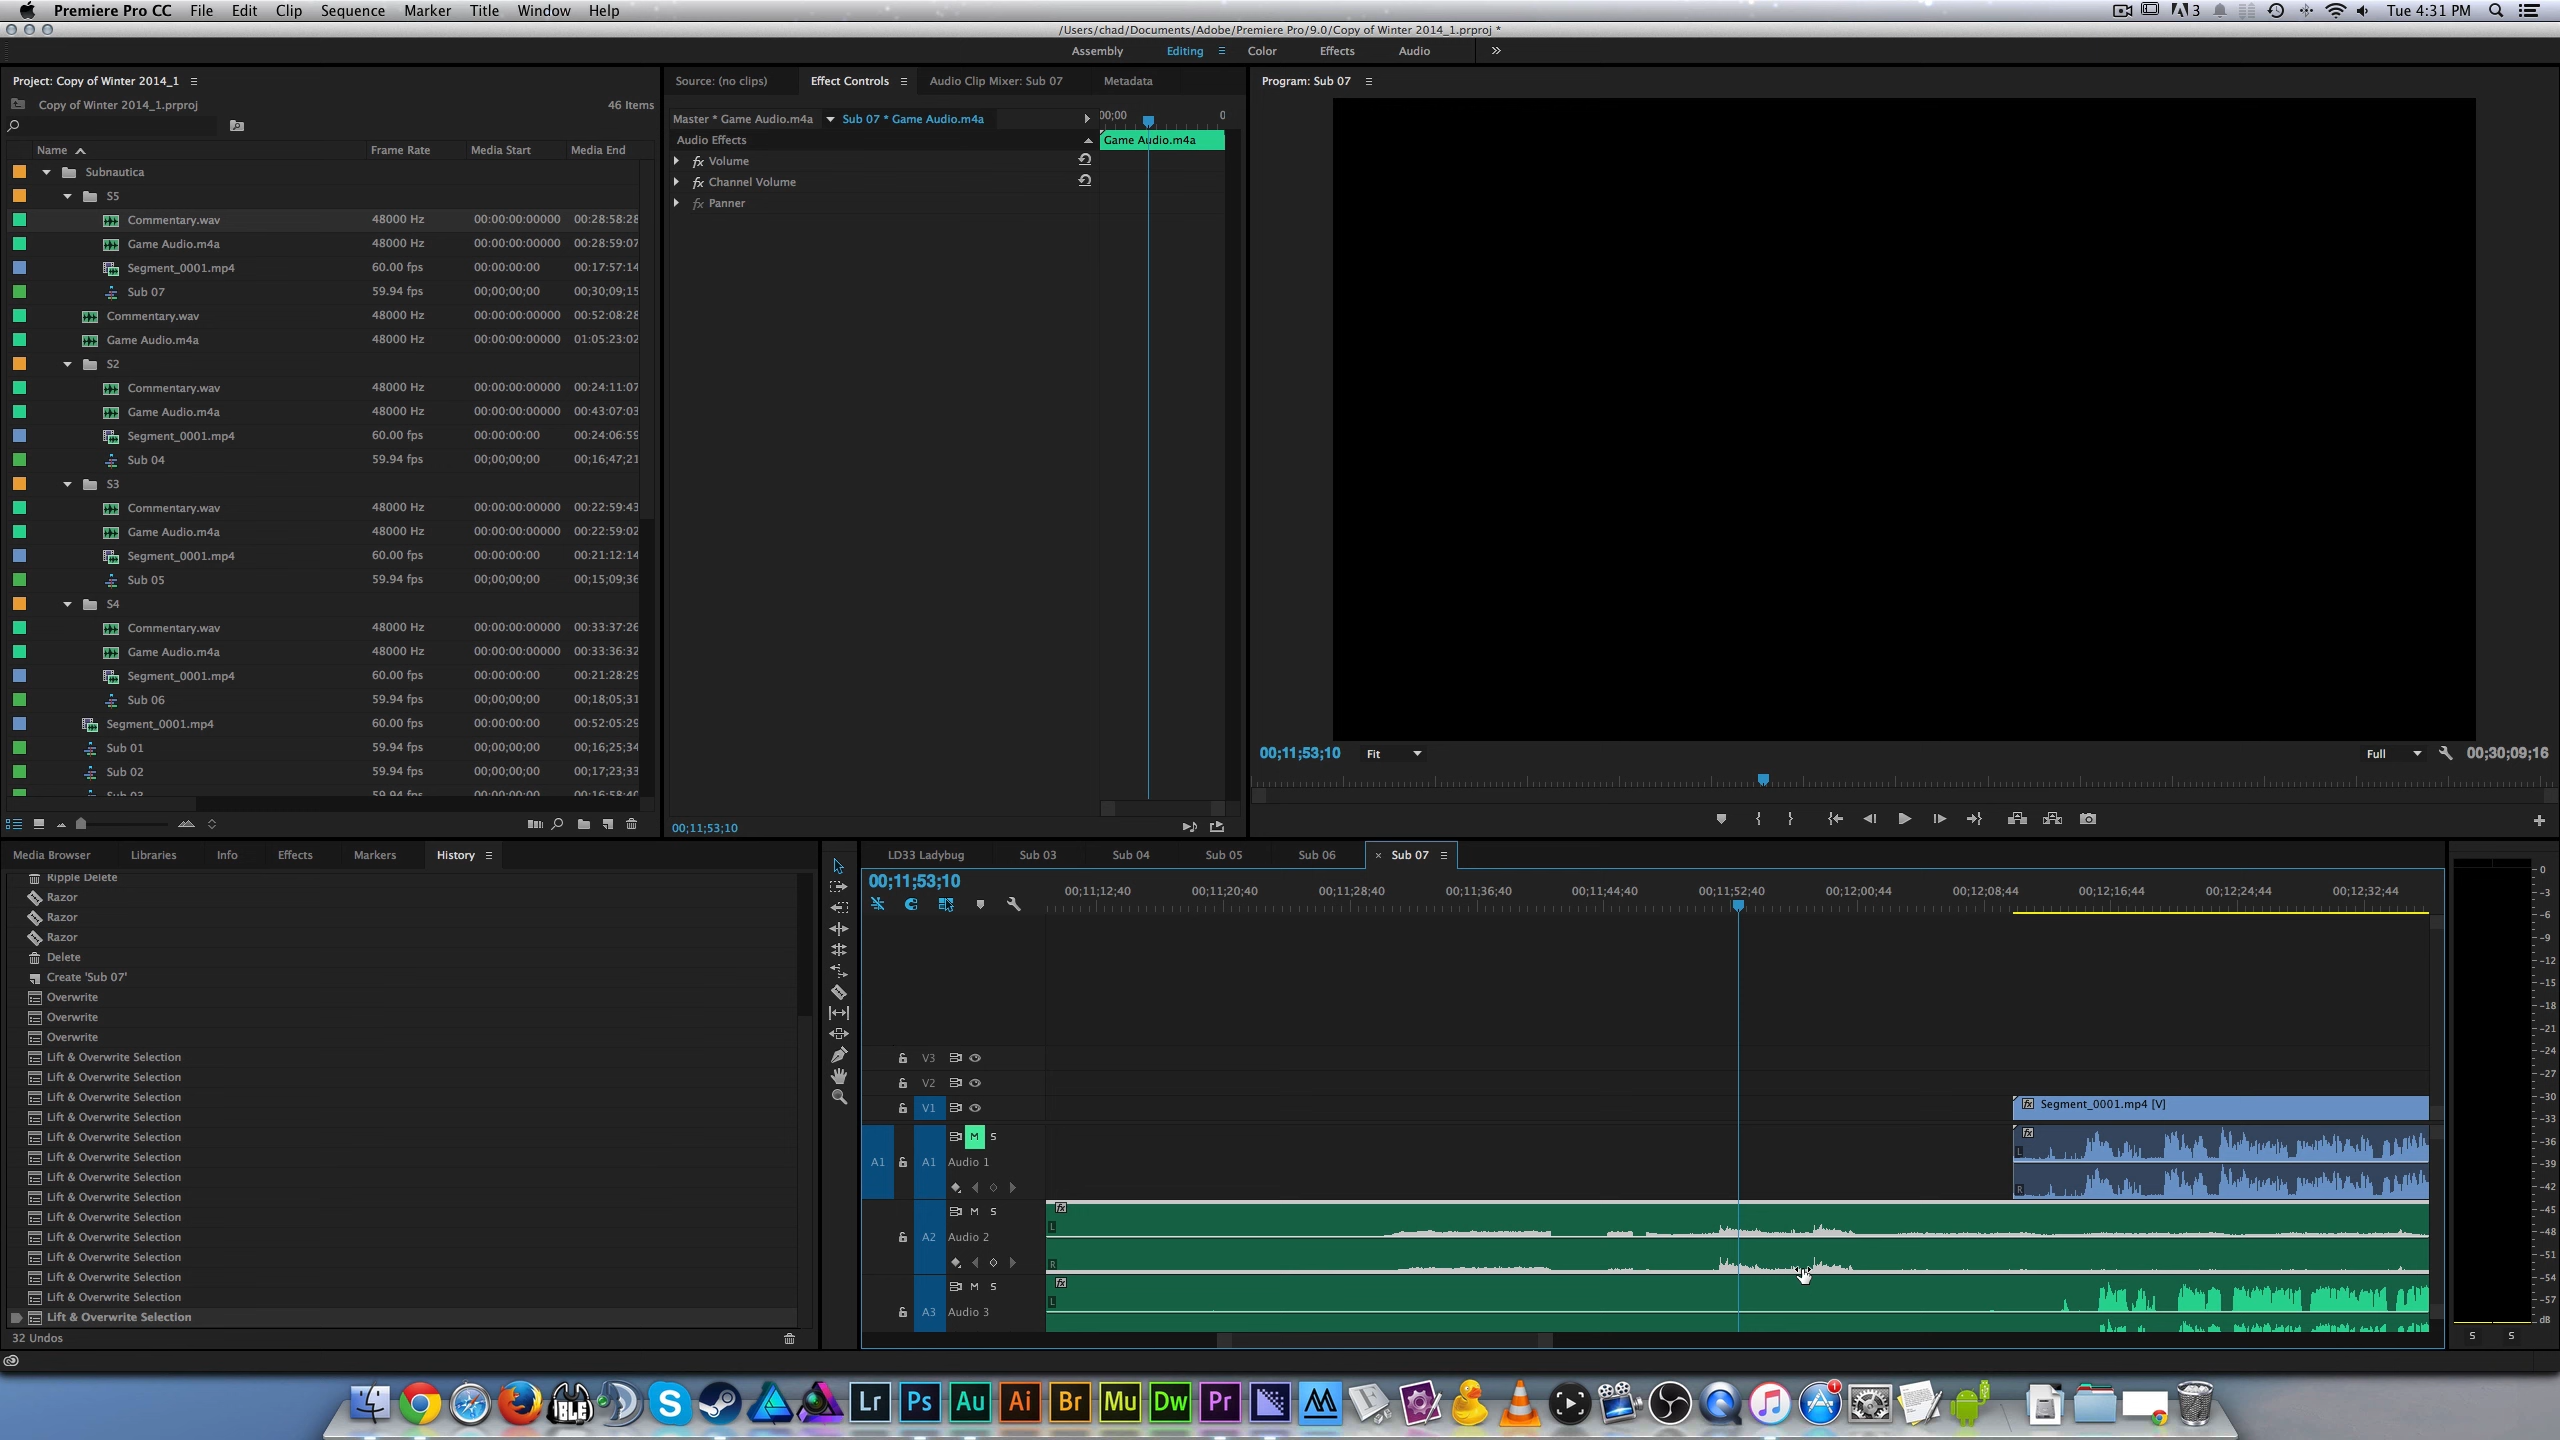 Premiere Pro CC File Edit Clip Sequence Marker Title Window Help 3 Tue 4:31 PM
/Users/chad/Documents/Adobe/Premiere Pro/9.0/Copy of Winter 2014_1.prproj *
Assembly Editing Color Effects Audio
Project: Copy of Winter 2014_1
Copy of Winter 2014_1.prproj 46 Items
Name Frame Rate Media Start Media End
Subnautica
S5
Commentary.wav 48000 Hz 00:00:00:00000 00:28:58:28
Game Audio.m4a 48000 Hz 00:00:00:00000 00:28:59:07
Segment_0001.mp4 60.00 fps 00:00:00:00 00:17:57:14
Sub 07 59.94 fps 00;00;00;00 00;30;09;15
Commentary.wav 48000 Hz 00:00:00:00000 00:52:08:28
Game Audio.m4a 48000 Hz 00:00:00:00000 01:05:23:02
S2
Commentary.wav 48000 Hz 00:00:00:00000 00:24:11:07
Game Audio.m4a 48000 Hz 00:00:00:00000 00:43:07:03
Segment_0001.mp4 60.00 fps 00:00:00:00 00:24:06:59
Sub 04 59.94 fps 00;00;00;00 00;16;47;21
S3
Commentary.wav 48000 Hz 00:00:00:00000 00:22:59:43
Game Audio.m4a 48000 Hz 00:00:00:00000 00:22:59:02
Segment_0001.mp4 60.00 fps 00:00:00:00 00:21:12:14
Sub 05 59.94 fps 00;00;00;00 00;15;09;36
S4
Commentary.wav 48000 Hz 00:00:00:00000 00:33:37:26
Game Audio.m4a 48000 Hz 00:00:00:00000 00:33:36:32
Segment_0001.mp4 60.00 fps 00:00:00:00 00:21:28:29
Sub 06 59.94 fps 00;00;00;00 00;18;05;31
Segment_0001.mp4 60.00 fps 00:00:00:00 00:52:05:29
Sub 01 59.94 fps 00;00;00;00 00;16;25;34
Sub 02 59.94 fps 00;00;00;00 00;17;23;33
Sub 03 59.94 fps 00;00;00;00 00;16;58;40
Source: (no clips) Effect Controls Audio Clip Mixer: Sub 07 Metadata
Master * Game Audio.m4a Sub 07 * Game Audio.m4a 00;00 0
Audio Effects Game Audio.m4a
fx Volume
fx Channel Volume
fx Panner
00;11;53;10
Program: Sub 07
00;11;53;10 Fit Full 00;30;09;16
Media Browser Libraries Info Effects Markers History
Ripple Delete
Razor
Razor
Razor
Delete
Create 'Sub 07'
Overwrite
Overwrite
Overwrite
Lift & Overwrite Selection
Lift & Overwrite Selection
Lift & Overwrite Selection
Lift & Overwrite Selection
Lift & Overwrite Selection
Lift & Overwrite Selection
Lift & Overwrite Selection
Lift & Overwrite Selection
Lift & Overwrite Selection
Lift & Overwrite Selection
Lift & Overwrite Selection
Lift & Overwrite Selection
Lift & Overwrite Selection
Lift & Overwrite Selection
32 Undos
LD33 Ladybug Sub 03 Sub 04 Sub 05 Sub 06 × Sub 07
00;11;53;10
00;11;12;40 00;11;20;40 00;11;28;40 00;11;36;40 00;11;44;40 00;11;52;40 00;12;00;44 00;12;08;44 00;12;16;44 00;12;24;44 00;12;32;44
V3
V2
V1 fx Segment_0001.mp4 [V]
M S fx
A1 A1 Audio 1 L
R
M S fx
L
A2 Audio 2
R
M S fx
L
A3 Audio 3
0
-3
-6
-9
-12
-15
-18
-21
-24
-27
-30
-33
-36
-39
-42
-45
-48
-51
-54
-57
dB
S S
IBLE Lr Ps Au Ai Br Mu Dw Pr 1